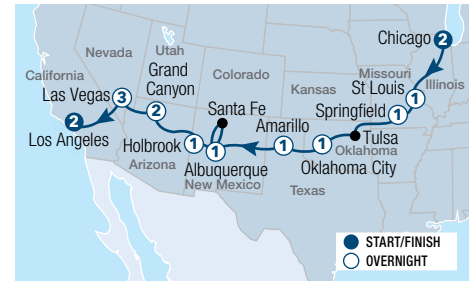 Chicago
2
Nevada
Utah
Missouri
California
Grand
Canyon
Colorado
St Louis
Illinois
Las Vegas
3
2
Santa Fe
Kansas
Springfield
1
1
2
Amarillo
Tulsa
Los Angeles
Holbrook
1
1
1
1
Oklahoma
Arizona
Albuquerque
Oklahoma City
New Mexico
Texas
START/FINISH
OVERNIGHT